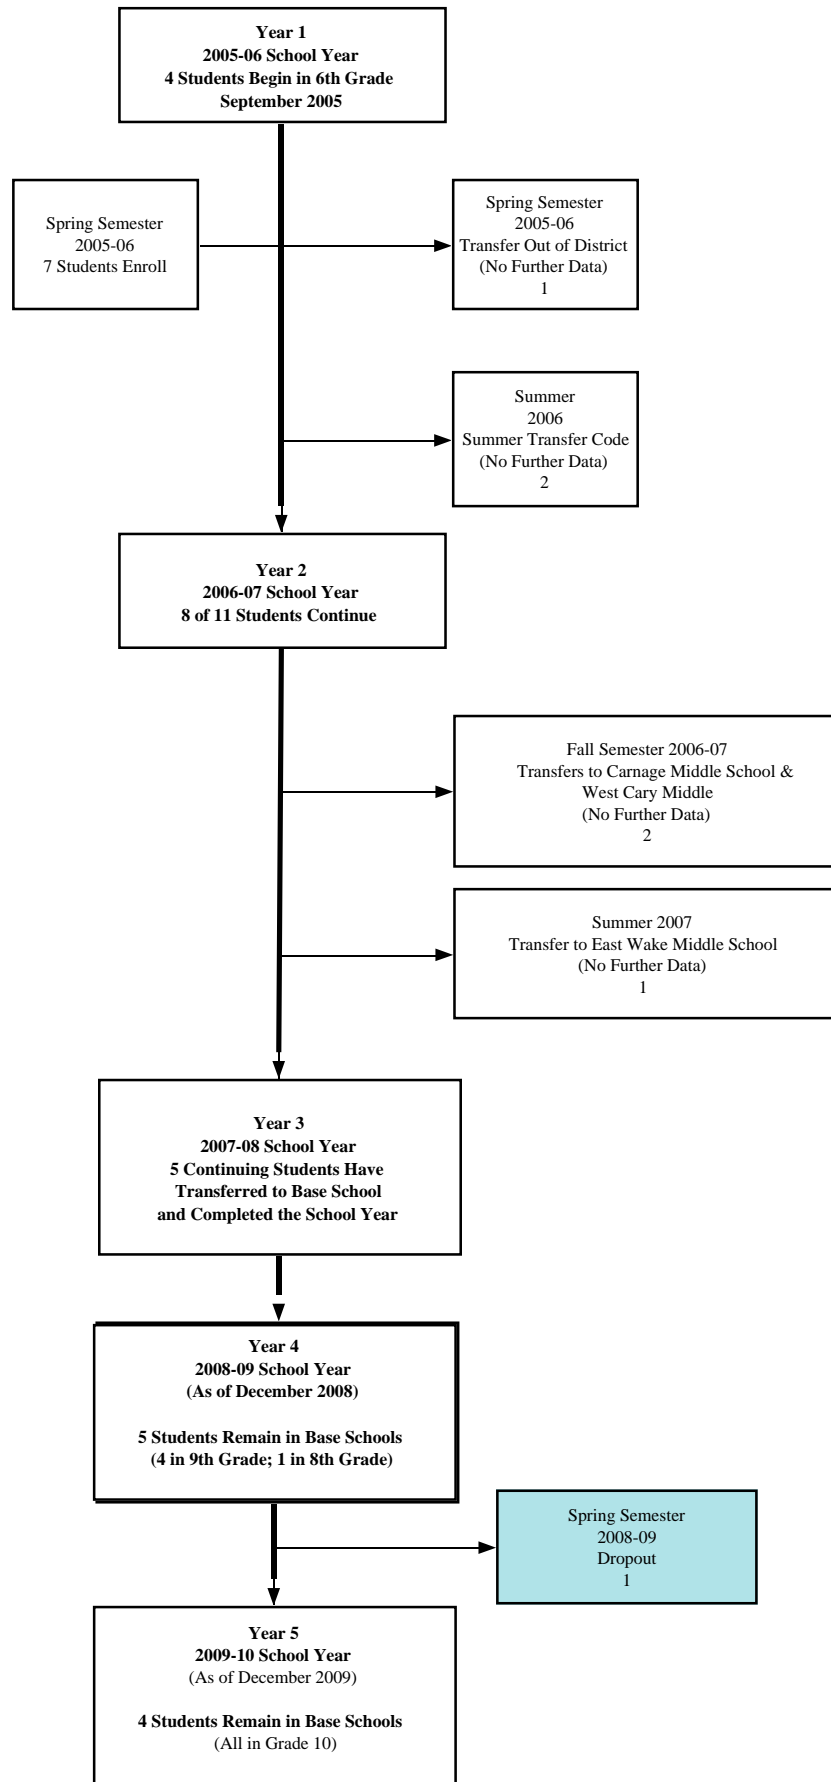 Year 1
2005-06 School Year
4 Students Begin in 6th Grade
September 2005
Spring Semester
2005-06
7 Students Enroll
Spring Semester
2005-06
Transfer Out of District
(No Further Data)
1
Summer
2006
Summer Transfer Code
(No Further Data)
2
Year 2
2006-07 School Year
8 of 11 Students Continue
Fall Semester 2006-07
Transfers to Carnage Middle School &
West Cary Middle
(No Further Data)
2
Summer 2007
Transfer to East Wake Middle School
(No Further Data)
1
Year 3
2007-08 School Year
5 Continuing Students Have
Transferred to Base School
and Completed the School Year
Year 4
2008-09 School Year
(As of December 2008)
5 Students Remain in Base Schools
(4 in 9th Grade; 1 in 8th Grade)
Spring Semester
2008-09
Dropout
1
Year 5
2009-10 School Year
(As of December 2009)
4 Students Remain in Base Schools
(All in Grade 10)